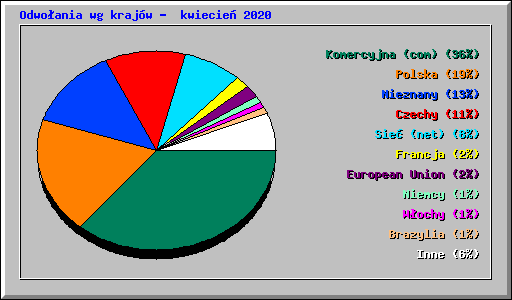 Odwołania wg krajów - kwiecień 2020
Komercyjna (com) (36%)
Polska (19%)
Nieznany (13%)
Czechy (11%)
Sieć (net) (8%)
Francja (2%)
European Union (2%)
Niemcy (1%)
Włochy (1%)
Brazylia (1%)
Inne (6%)